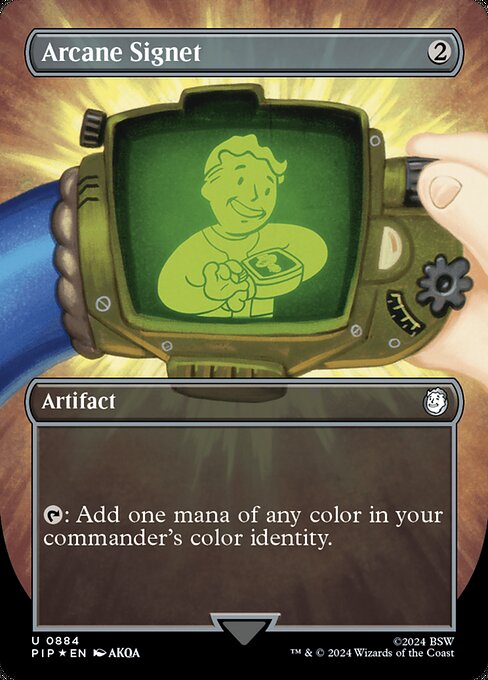 Arcane Signet 2
Artifact
: Add one mana of any color in your
commander's color identity.
U 0884
PIP★EN AKQA
©2024 BSW
™ & © 2024 Wizards of the Coast